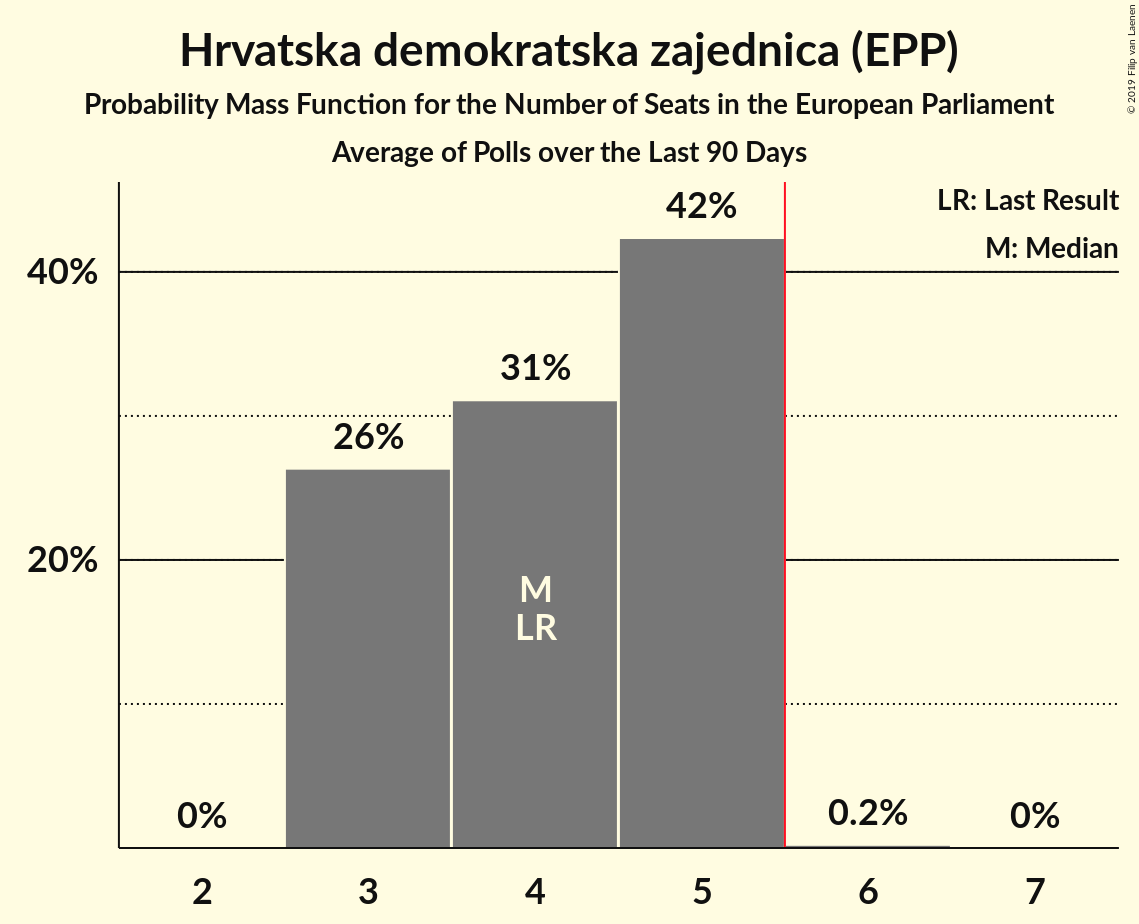 Hrvatska demokratska zajednica (EPP)
Probability Mass Function for the Number of Seats in the European Parliament
Average of Polls over the Last 90 Days
© 2019 Filip van Laenen
LR: Last Result
M: Median
42%
40%
31%
26%
20%
M
LR
0%
0.2%
0%
2 3 4 5 6 7